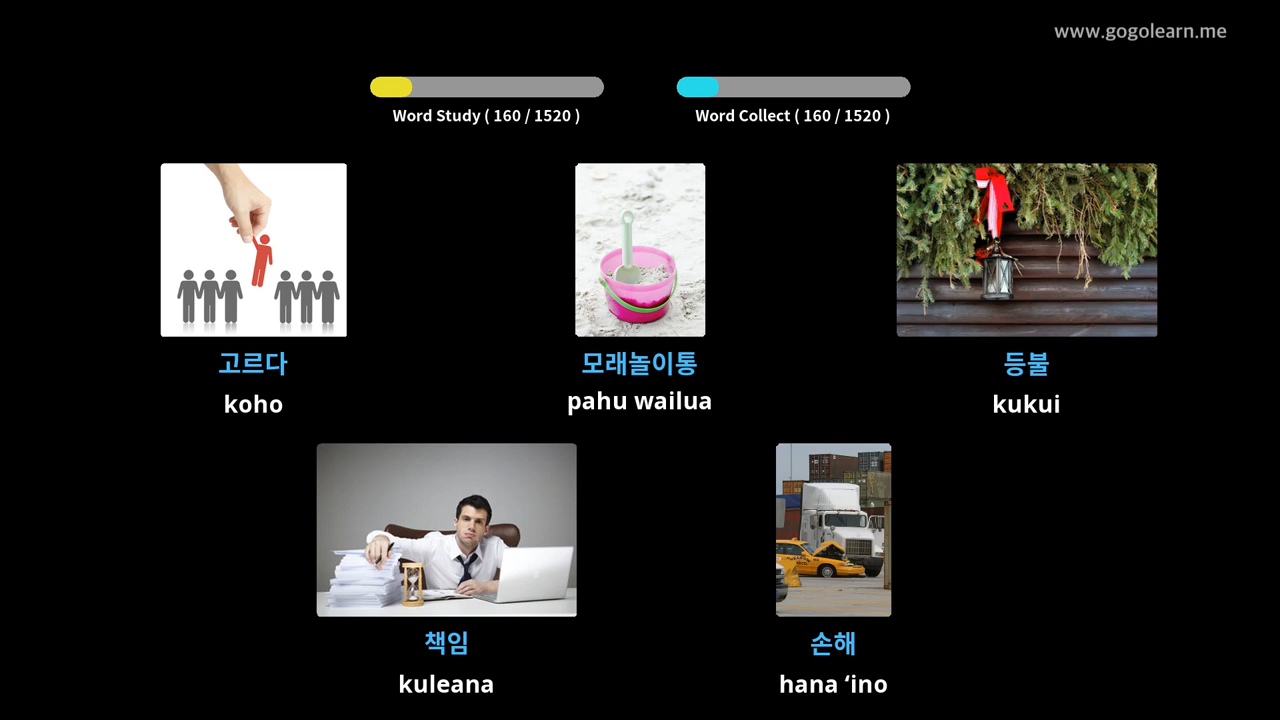 www.gogolearn.me
Word Study ( 160 / 1520 )
Word Collect ( 160 / 1520 )
고르다
koho
모래놀이통
pahu wailua
등불
kukui
책임
kuleana
손해
hana ‘ino